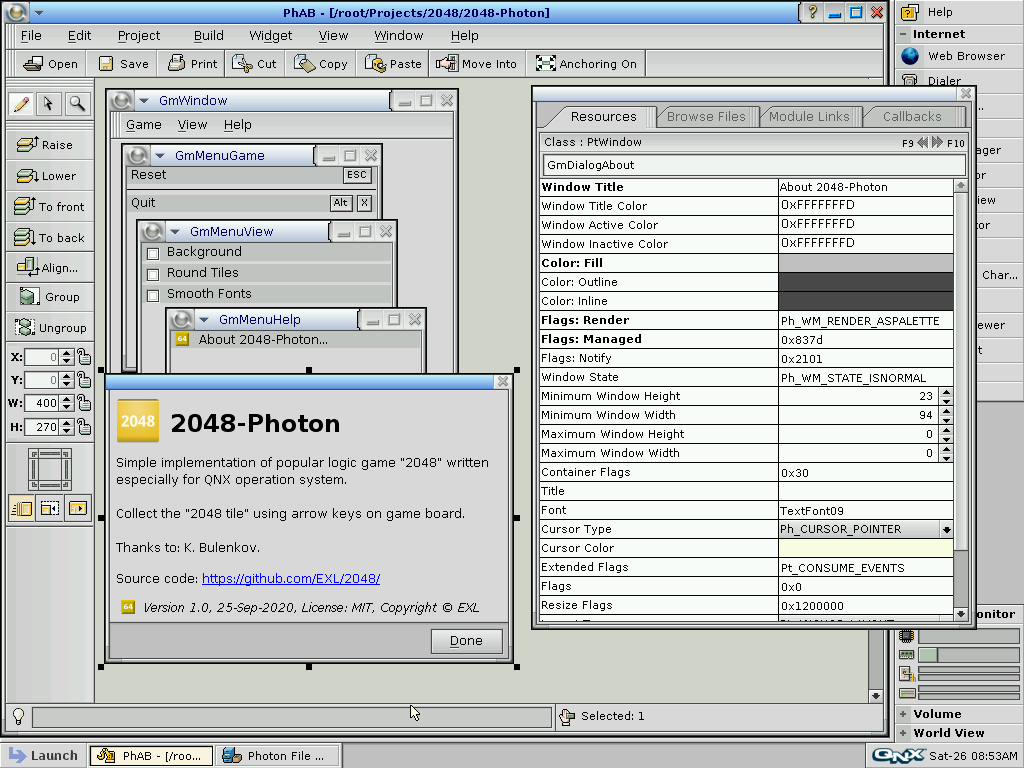 PhAB - [/root/Projects/2048/2048-Photon]
File Edit Project Build Widget View Window Help
Open Save Print Cut Copy Paste Move Into Anchoring On
Raise
Lower
To front
To back
Align...
Group
Ungroup
X: 0
Y: 0
W: 400
H: 270
GmWindow
Game View Help
GmMenuGame
Reset ESC
Quit Alt X
GmMenuView
Background
Round Tiles
Smooth Fonts
GmMenuHelp
64 About 2048-Photon...
2048 2048-Photon
Simple implementation of popular logic game "2048" written
especially for QNX operation system.
Collect the "2048 tile" using arrow keys on game board.
Thanks to: K. Bulenkov.
Source code: https://github.com/EXL/2048/
64 Version 1.0, 25-Sep-2020, License: MIT, Copyright © EXL
Done
Resources Browse Files Module Links Callbacks
Class : PtWindow F9 F10
GmDialogAbout
Window Title About 2048-Photon
Window Title Color 0xFFFFFFFD
Window Active Color 0xFFFFFFFD
Window Inactive Color 0xFFFFFFFD
Color: Fill
Color: Outline
Color: Inline
Flags: Render Ph_WM_RENDER_ASPALETTE
Flags: Managed 0x837d
Flags: Notify 0x2101
Window State Ph_WM_STATE_ISNORMAL
Minimum Window Height 23
Minimum Window Width 94
Maximum Window Height 0
Maximum Window Width 0
Container Flags 0x30
Title
Font TextFont09
Cursor Type Ph_CURSOR_POINTER
Cursor Color
Extended Flags Pt_CONSUME_EVENTS
Flags 0x0
Resize Flags 0x1200000
Selected: 1
Help
Internet
Web Browser
Dialer
..
ager
or
iew
tor
Char...
ewer
t
onitor
Volume
World View
Launch PhAB - [/roo... Photon File ... QNX Sat-26 08:53AM